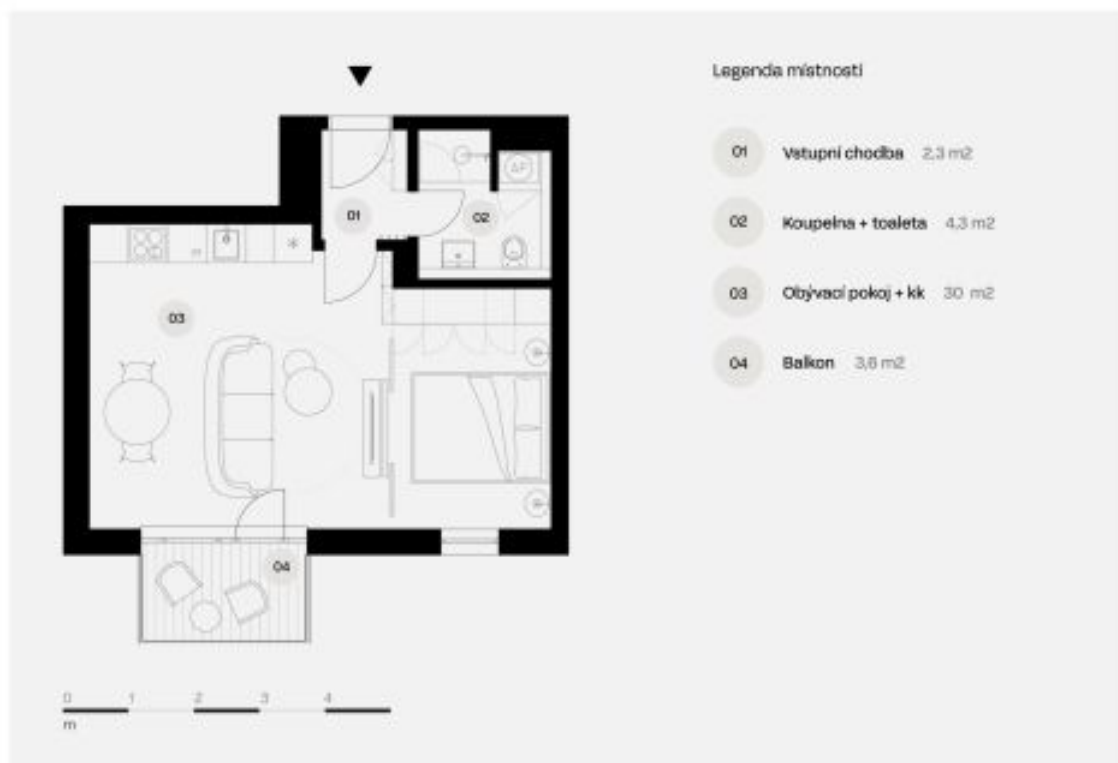 Legenda místností
01 Vstupní chodba 2,3 m2
02 Koupelna + toaleta 4,3 m2
03 Obývací pokoj + kk 30 m2
04 Balkon 3,6 m2
01
02
03
04
0 1 2 3 4
m